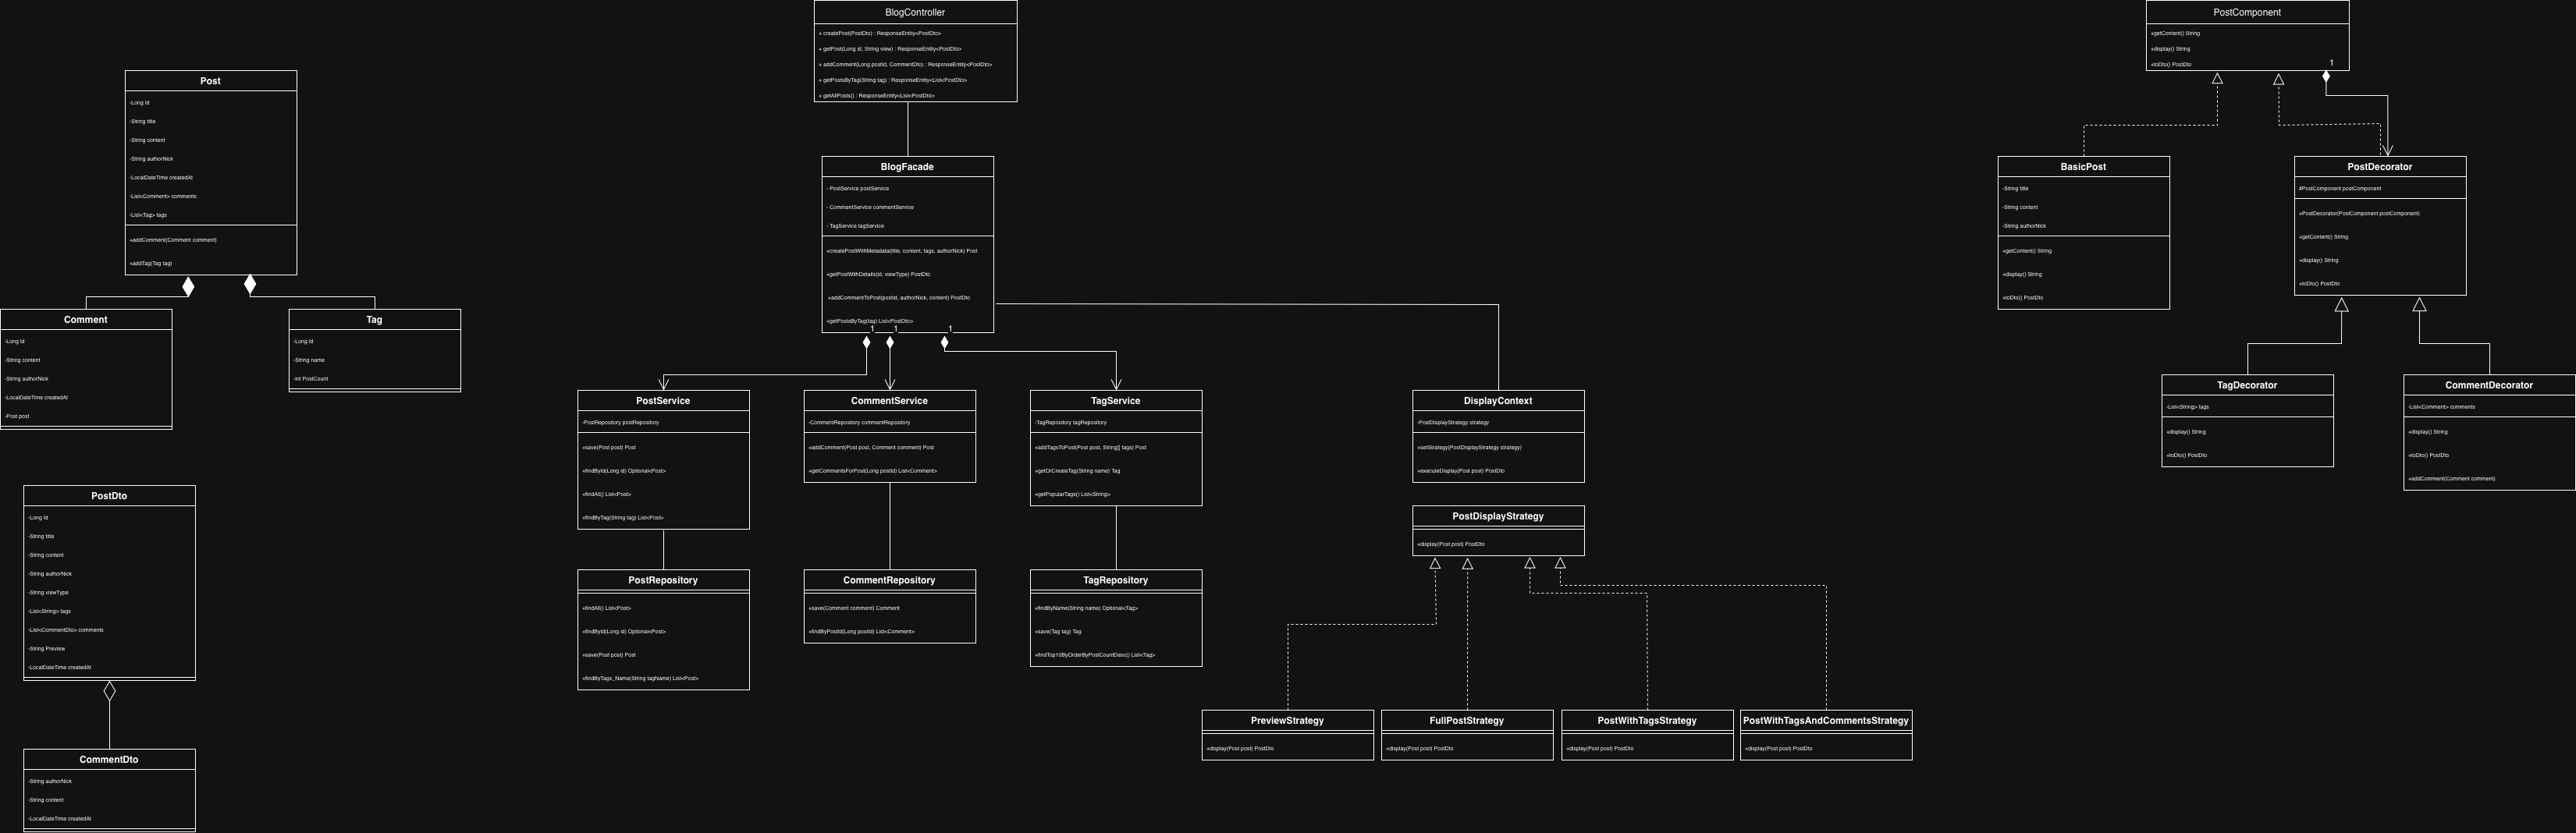 BlogController
+ createPost(PostDto) : ResponseEntity<PostDto>
+ getPost(Long id, String view) : ResponseEntity<PostDto>
+ addComment(Long postId, CommentDto) : ResponseEntity<PostDto>
+ getPostsByTag(String tag) : ResponseEntity<List<PostDto>
+ getAllPosts() : ResponseEntity<List<PostDto>
PostComponent
+getContent() String
+display() String
+toDto() PostDto
1
Post
-Long Id
-String title
-String content
-String authorNick
-LocalDateTime createdAt
-List<Comment> comments
-List<Tag> tags
+addComment(Comment comment)
+addTag(Tag tag)
Comment
-Long Id
-String content
-String authorNick
-LocalDateTime createdAt
-Post post
Tag
-Long Id
-String name
-int PostCount
BlogFacade
- PostService postService
- CommentService commentService
- TagService tagService
+createPostWithMetadata(title, content, tags, authorNick) Post
+getPostWithDetails(id, viewType) PostDto
+addCommentToPost(postId, authorNick, content) PostDto
+getPostsByTag(tag) List<PostDto>
1
1
1
BasicPost
-String title
-String content
-String authorNick
+getContent() String
+display() String
+toDto() PostDto
PostDecorator
#PostComponent postComponent
+PostDecorator(PostComponent postComponent)
+getContent() String
+display() String
+toDto() PostDto
TagDecorator
-List<String> tags
+display() String
+toDto() PostDto
CommentDecorator
-List<Comment> comments
+display() String
+toDto() PostDto
+addComment(Comment comment)
PostService
-PostRepository postRepository
+save(Post post) Post
+findById(Long id) Optional<Post>
+findAll() List<Post>
+findByTag(String tag) List<Post>
CommentService
-CommentRepository commentRepository
+addComment(Post post, Comment comment) Post
+getCommentsForPost(Long postId) List<Comment>
TagService
-TagRepository tagRepository
+addTagsToPost(Post post, String[] tags) Post
+getOrCreateTag(String name) Tag
+getPopularTags() List<String>
DisplayContext
-PostDisplayStrategy strategy
+setStrategy(PostDisplayStrategy strategy)
+executeDisplay(Post post) PostDto
PostDto
-Long Id
-String title
-String content
-String authorNick
-String viewType
-List<String> tags
-List<CommentDto> comments
-String Preview
-LocalDateTime createdAt
PostDisplayStrategy
+display(Post post) PostDto
PostRepository
+findAll() List<Post>
+findById(Long id) Optional<Post>
+save(Post post) Post
+findByTags_Name(String tagName) List<Post>
CommentRepository
+save(Comment comment) Comment
+findByPostId(Long postId) List<Comment>
TagRepository
+findByName(String name) Optional<Tag>
+save(Tag tag) Tag
+findTop10ByOrderByPostCountDesc() List<Tag>
PreviewStrategy
+display(Post post) PostDto
FullPostStrategy
+display(Post post) PostDto
PostWithTagsStrategy
+display(Post post) PostDto
PostWithTagsAndCommentsStrategy
+display(Post post) PostDto
CommentDto
-String authorNick
-String content
-LocalDateTime createdAt